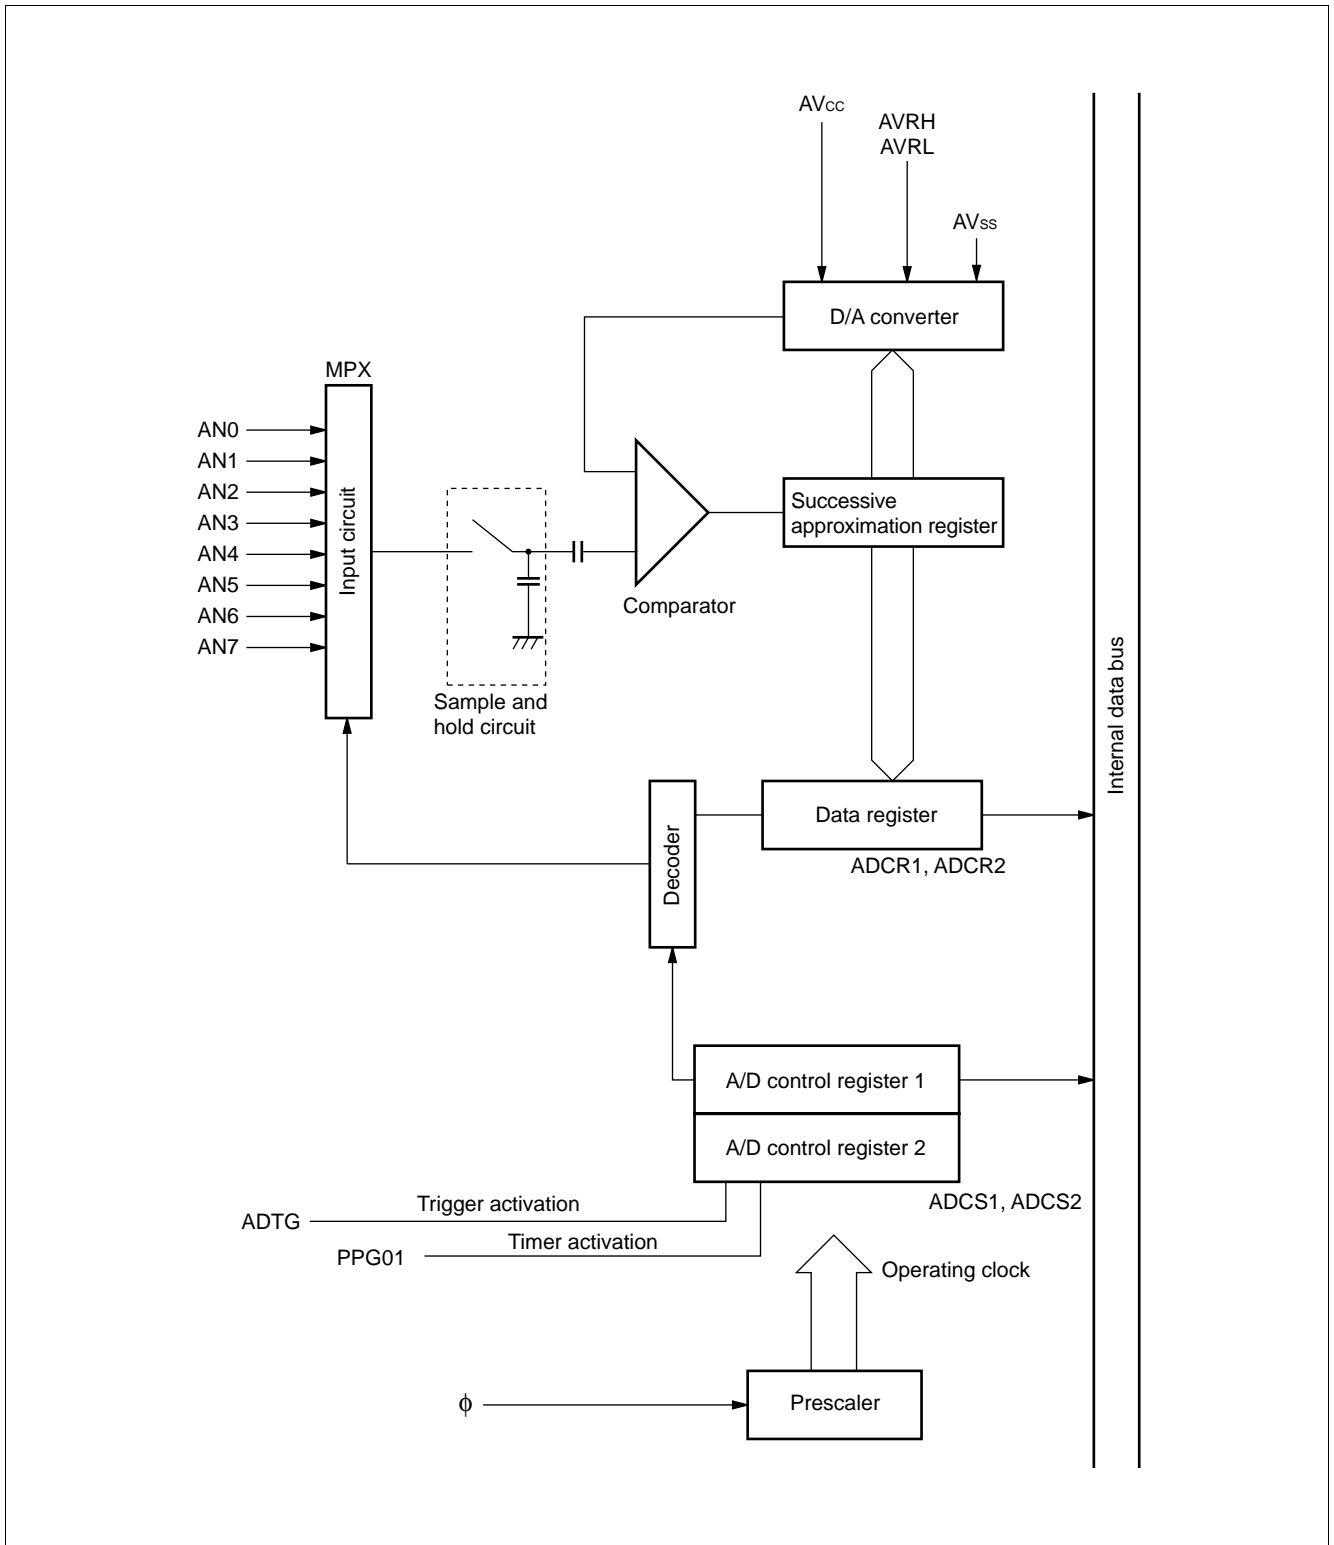 AVCC
AVRH
AVRL
AVSS
D/A converter
MPX
AN0
AN1
AN2
AN3
AN4
AN5
AN6
AN7
Input circuit
Successive
approximation register
Comparator
Sample and
hold circuit
Internal data bus
Decoder
Data register
ADCR1, ADCR2
A/D control register 1
A/D control register 2
ADCS1, ADCS2
Trigger activation
ADTG
Timer activation
PPG01
Operating clock
Prescaler
ϕ